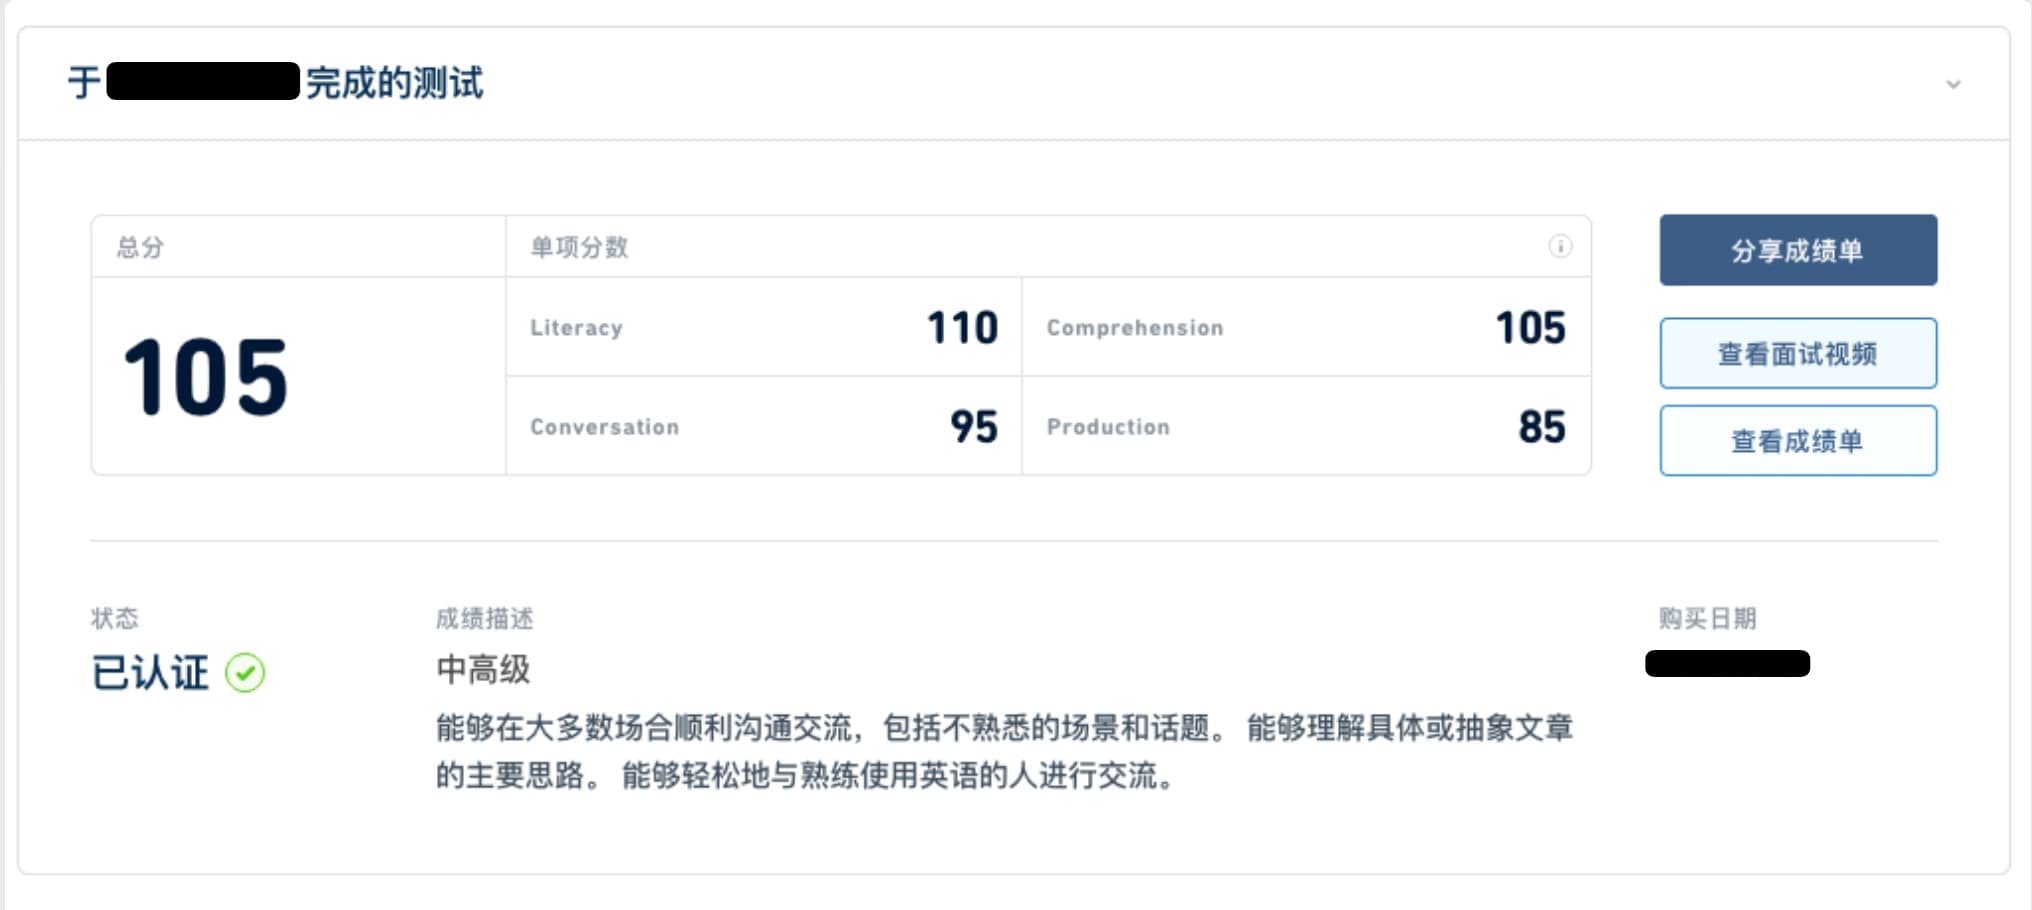 于 完成的测试
总分
单项分数
105
Literacy 110
Comprehension 105
Conversation 95
Production 85
分享成绩单
查看面试视频
查看成绩单
状态
已认证
成绩描述
中高级
能够在大多数场合顺利沟通交流，包括不熟悉的场景和话题。 能够理解具体或抽象文章
的主要思路。 能够轻松地与熟练使用英语的人进行交流。
购买日期